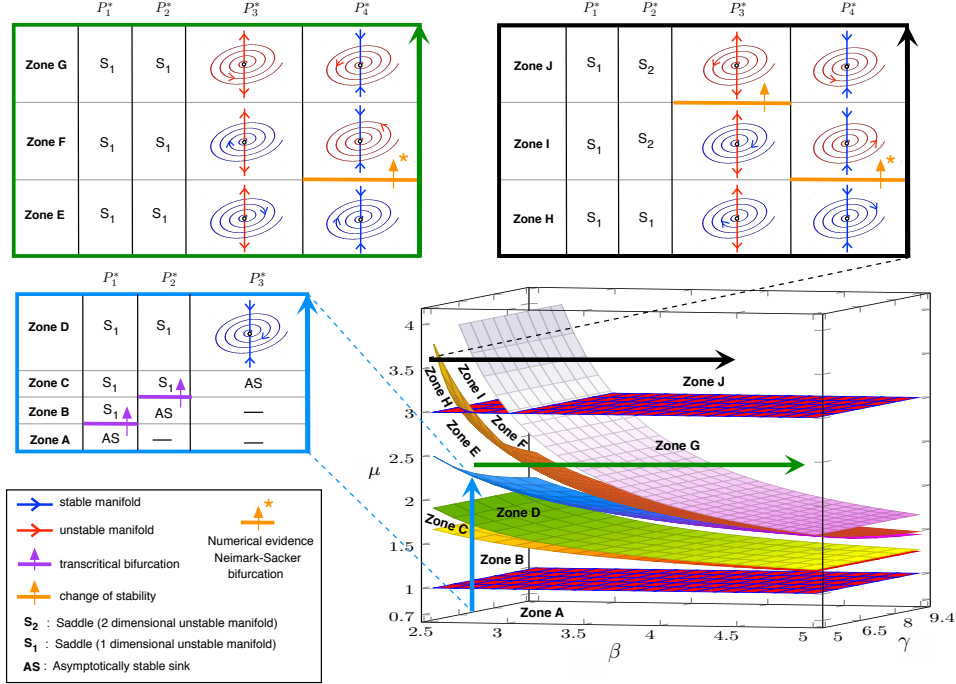 P₁* P₂* P₃* P₄*
Zone G S₁ S₁
Zone F S₁ S₁
*
Zone E S₁ S₁
P₁* P₂* P₃* P₄*
Zone J S₁ S₂
Zone I S₁ S₂
*
Zone H S₁ S₁
P₁* P₂* P₃*
Zone D S₁ S₁
Zone C S₁ S₁ AS
Zone B S₁ AS —
Zone A AS — —
stable manifold
unstable manifold
transcritical bifurcation
change of stability
*
Numerical evidence
Neimark-Sacker
bifurcation
S₂ : Saddle (2 dimensional unstable manifold)
S₁ : Saddle (1 dimensional unstable manifold)
AS : Asymptotically stable sink
4
3.5
3
2.5
2
1.5
1
0.7
μ
2.5 3.5 4 4.5 5
β
5 6.5 8 9.4
γ
Zone H
Zone I
Zone J
Zone E
Zone F
Zone G
Zone D
Zone C
Zone B
Zone A